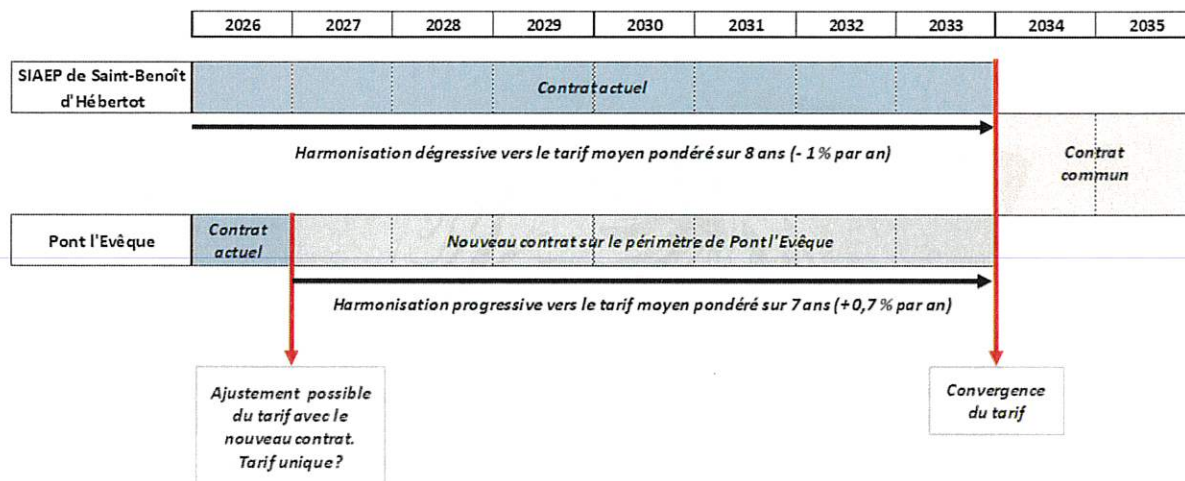 2026 2027 2028 2029 2030 2031 2032 2033 2034 2035
SIAEP de Saint-Benoît
d'Hébertot
Contrat actuel
Harmonisation dégressive vers le tarif moyen pondéré sur 8 ans (- 1 % par an)
Contrat
commun
Pont l'Evêque
Contrat
actuel
Nouveau contrat sur le périmètre de Pont l'Evêque
Harmonisation progressive vers le tarif moyen pondéré sur 7 ans (+0,7 % par an)
Ajustement possible
du tarif avec le
nouveau contrat.
Tarif unique ?
Convergence
du tarif